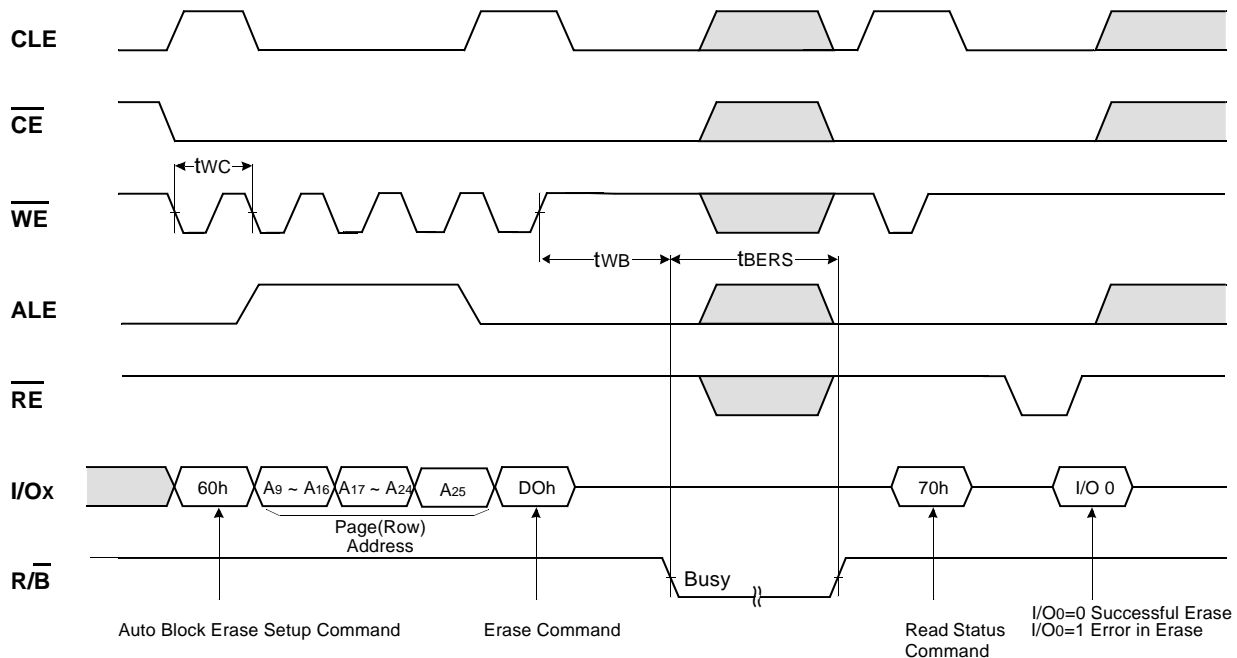 CLE
CE
tWC
WE
tWB
tBERS
ALE
RE
I/Ox
60h
A9 ~ A16
A17 ~ A24
A25
DOh
70h
I/O 0
Page(Row)
Address
R/B
Busy
Auto Block Erase Setup Command
Erase Command
Read Status
Command
I/O0=0 Successful Erase
I/O0=1 Error in Erase